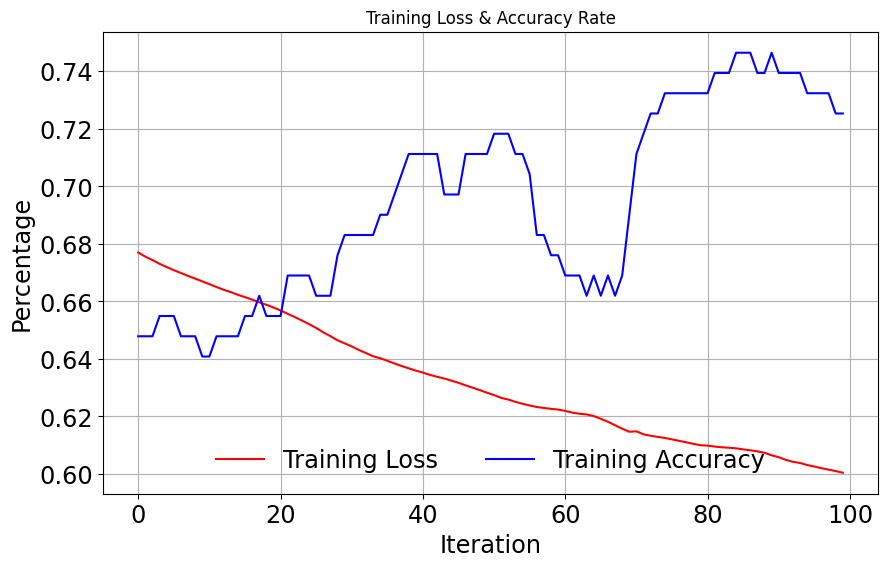 Training Loss & Accuracy Rate
Percentage
0.74
0.72
0.70
0.68
0.66
0.64
0.62
0.60
Training Loss
Training Accuracy
0
20
40
60
80
100
Iteration